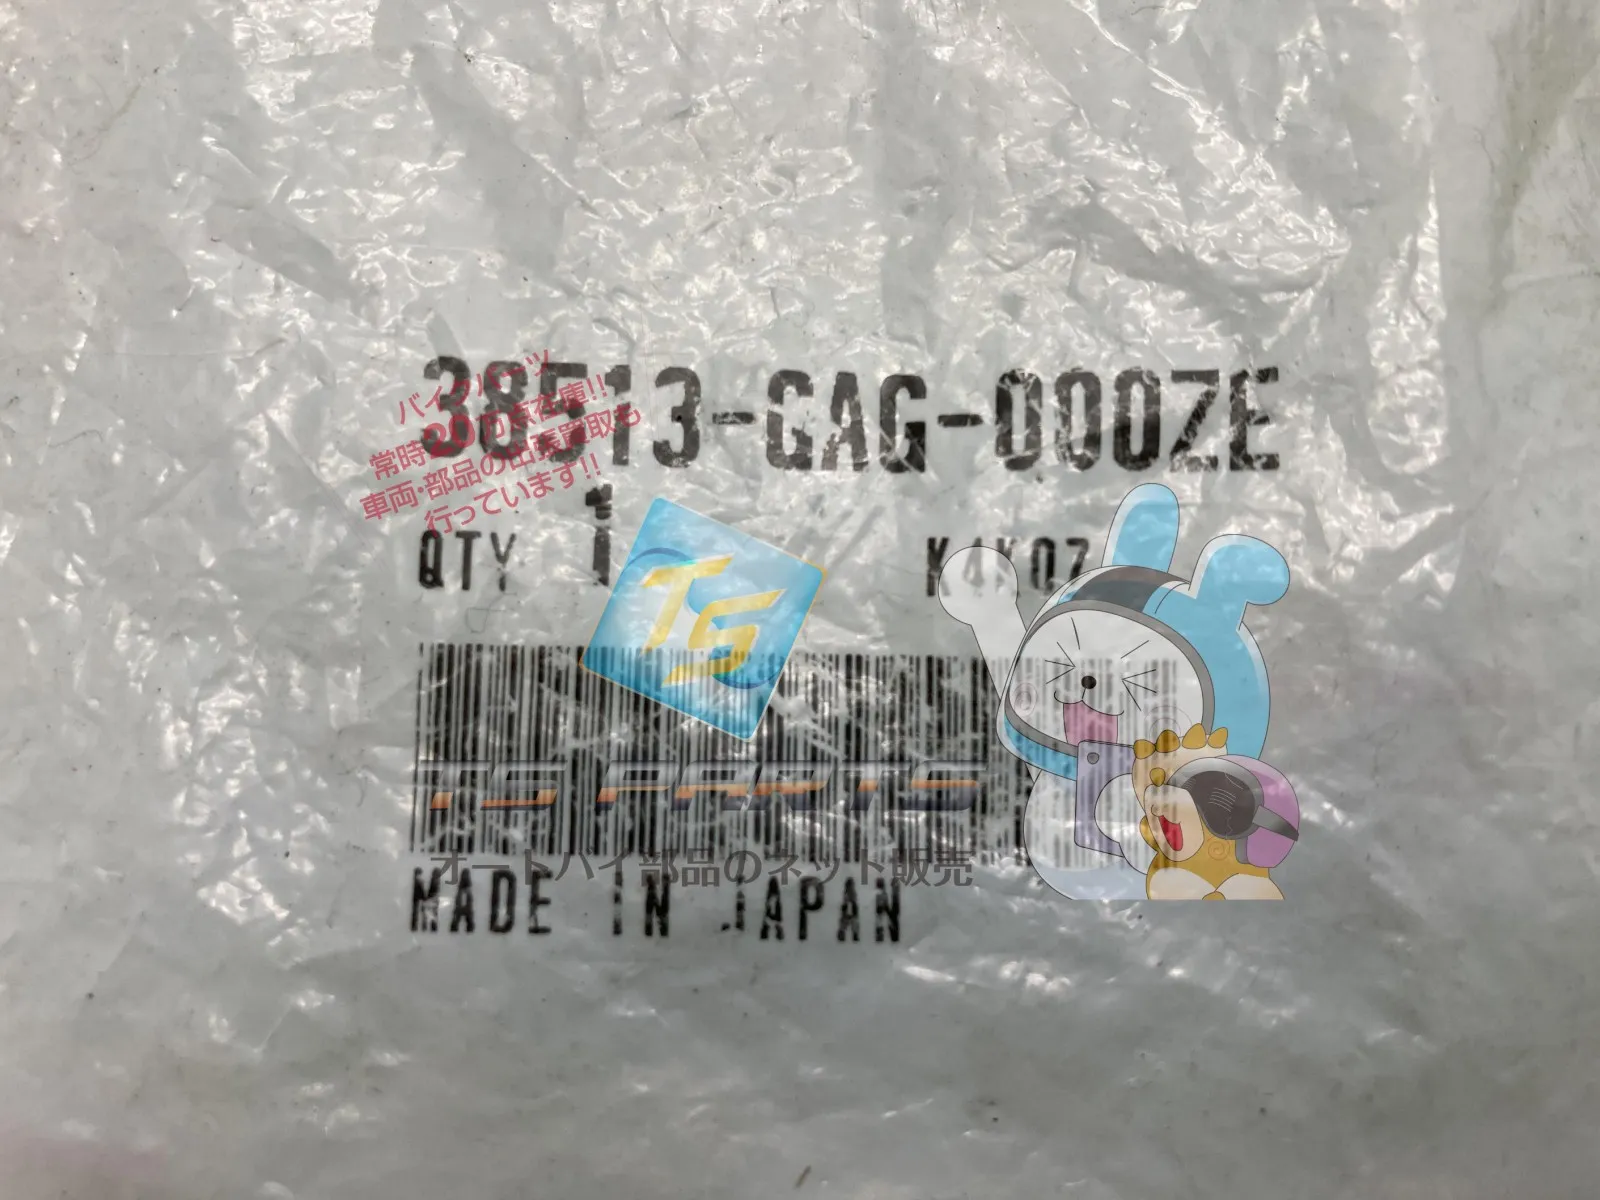 38513-GAG-000ZE
バイクパーツ
常時20万点在庫!!
車両・部品の出張買取も
行っています!!
QTY 1 K4K0Z
TS
TS PARTS
オートバイ部品のネット販売
MADE IN JAPAN